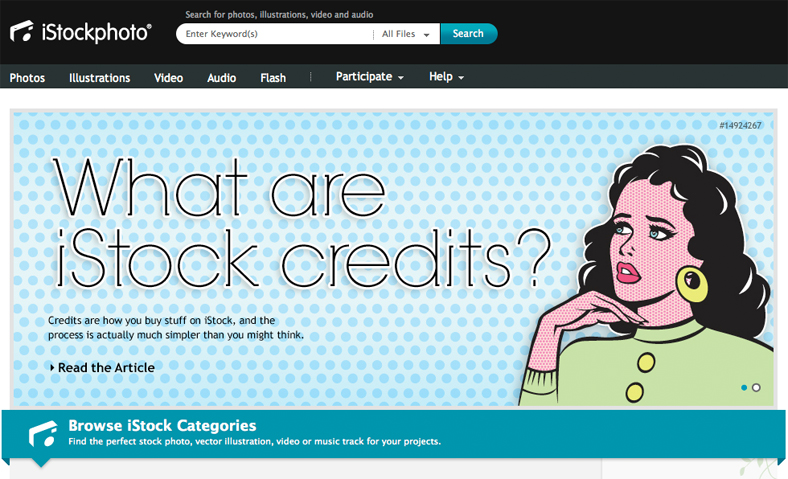 Search for photos, illustrations, video and audio
iStockphoto®
Enter Keyword(s)
All Files
Search
Photos
Illustrations
Video
Audio
Flash
Participate
Help
#14924267
What are
iStock credits?
Credits are how you buy stuff on iStock, and the
process is actually much simpler than you might think.
Read the Article
Browse iStock Categories
Find the perfect stock photo, vector illustration, video or music track for your projects.